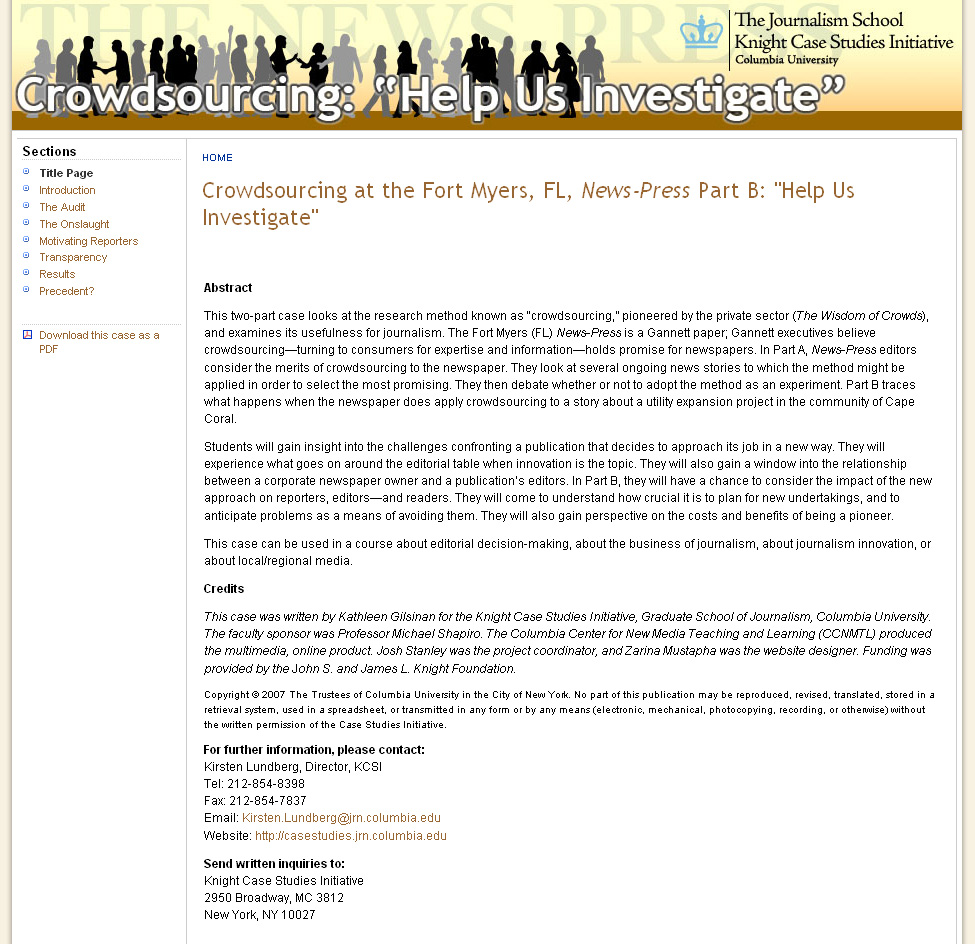 THE NEWS-PRESS
The Journalism School
Knight Case Studies Initiative
Columbia University
Crowdsourcing: “Help Us Investigate”
Sections
Title Page
Introduction
The Audit
The Onslaught
Motivating Reporters
Transparency
Results
Precedent?
Download this case as a
PDF
HOME
Crowdsourcing at the Fort Myers, FL, News-Press Part B: "Help Us
Investigate"
Abstract
This two-part case looks at the research method known as "crowdsourcing," pioneered by the private sector (The Wisdom of Crowds),
and examines its usefulness for journalism. The Fort Myers (FL) News-Press is a Gannett paper; Gannett executives believe
crowdsourcing—turning to consumers for expertise and information—holds promise for newspapers. In Part A, News-Press editors
consider the merits of crowdsourcing to the newspaper. They look at several ongoing news stories to which the method might be
applied in order to select the most promising. They then debate whether or not to adopt the method as an experiment. Part B traces
what happens when the newspaper does apply crowdsourcing to a story about a utility expansion project in the community of Cape
Coral.
Students will gain insight into the challenges confronting a publication that decides to approach its job in a new way. They will
experience what goes on around the editorial table when innovation is the topic. They will also gain a window into the relationship
between a corporate newspaper owner and a publication's editors. In Part B, they will have a chance to consider the impact of the new
approach on reporters, editors—and readers. They will come to understand how crucial it is to plan for new undertakings, and to
anticipate problems as a means of avoiding them. They will also gain perspective on the costs and benefits of being a pioneer.
This case can be used in a course about editorial decision-making, about the business of journalism, about journalism innovation, or
about local/regional media.
Credits
This case was written by Kathleen Gilsinan for the Knight Case Studies Initiative, Graduate School of Journalism, Columbia University.
The faculty sponsor was Professor Michael Shapiro. The Columbia Center for New Media Teaching and Learning (CCNMTL) produced
the multimedia, online product. Josh Stanley was the project coordinator, and Zarina Mustapha was the website designer. Funding was
provided by the John S. and James L. Knight Foundation.
Copyright © 2007 The Trustees of Columbia University in the City of New York. No part of this publication may be reproduced, revised, translated, stored in a
retrieval system, used in a spreadsheet, or transmitted in any form or by any means (electronic, mechanical, photocopying, recording, or otherwise) without
the written permission of the Case Studies Initiative.
For further information, please contact:
Kirsten Lundberg, Director, KCSI
Tel: 212-854-8398
Fax: 212-854-7837
Email: Kirsten.Lundberg@jrn.columbia.edu
Website: http://casestudies.jrn.columbia.edu
Send written inquiries to:
Knight Case Studies Initiative
2950 Broadway, MC 3812
New York, NY 10027